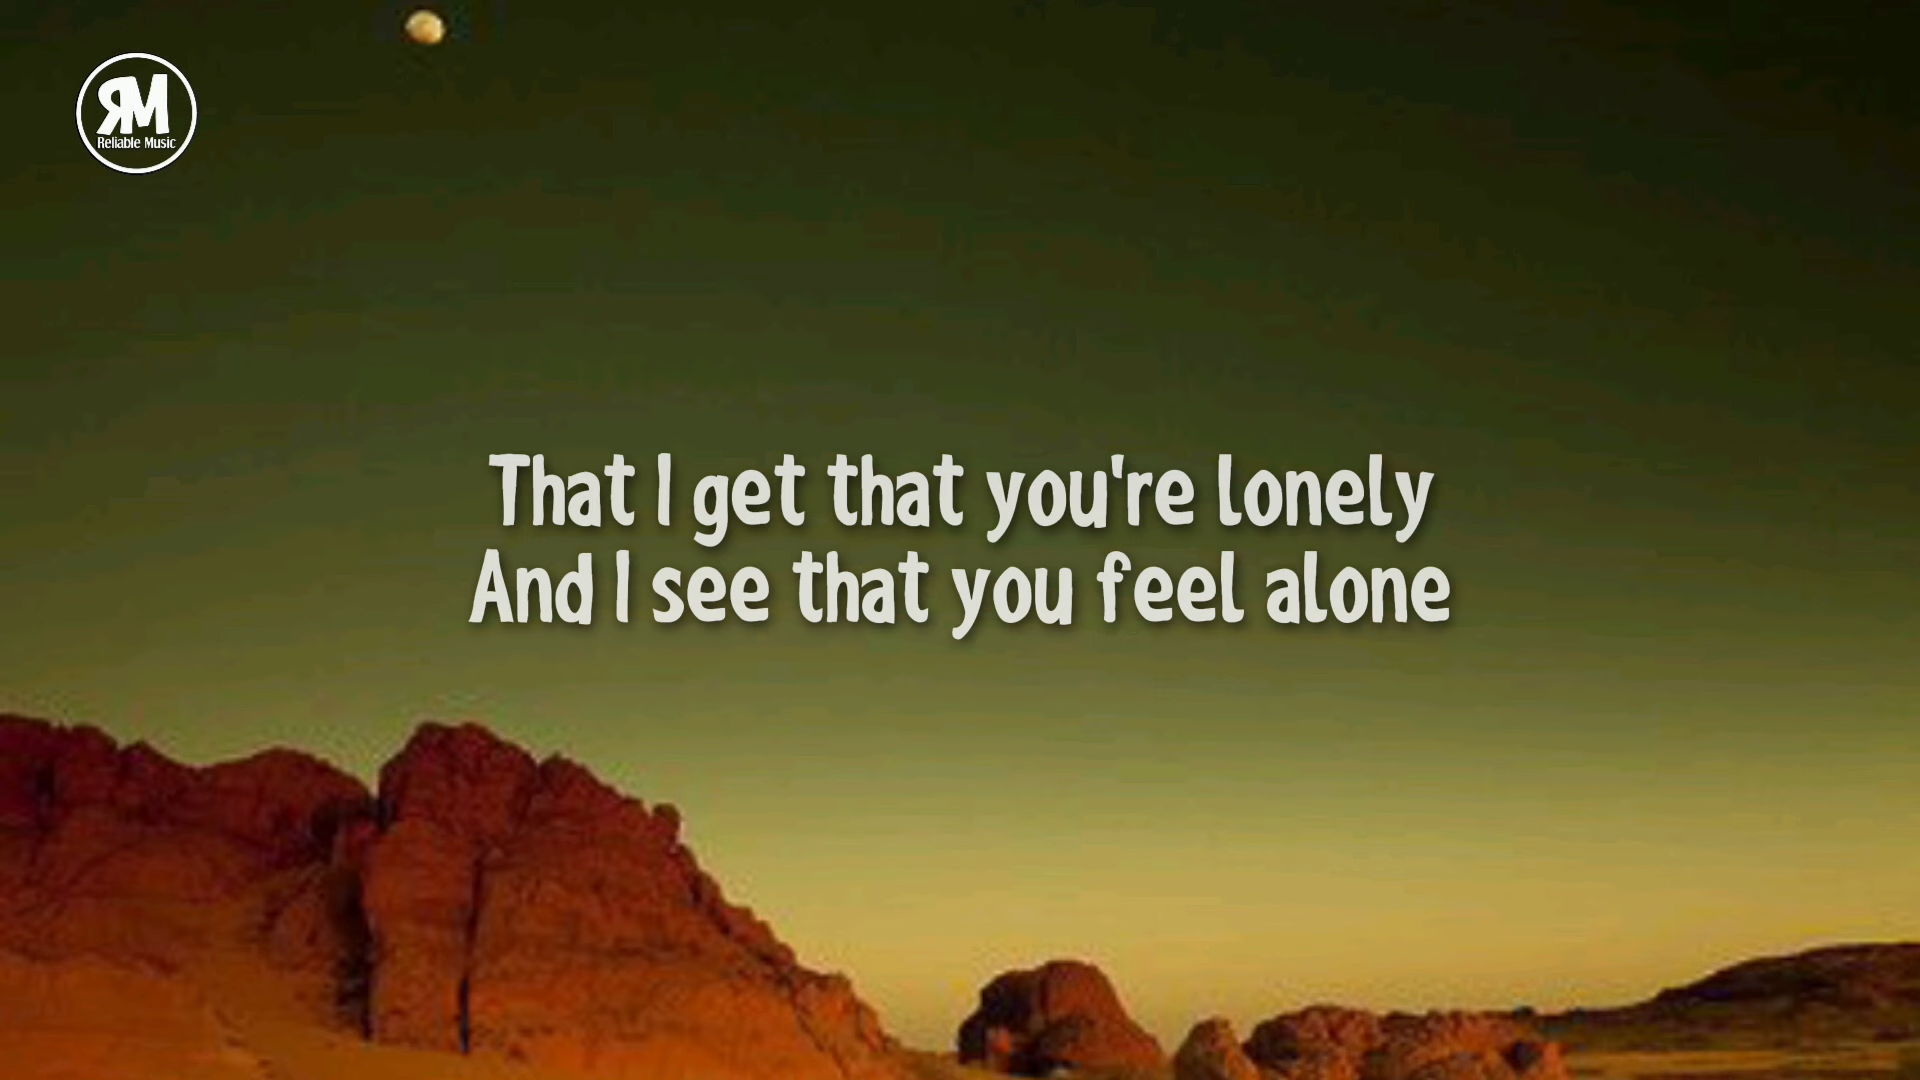 RM
Reliable Music
That I get that you're lonely
And I see that you feel alone